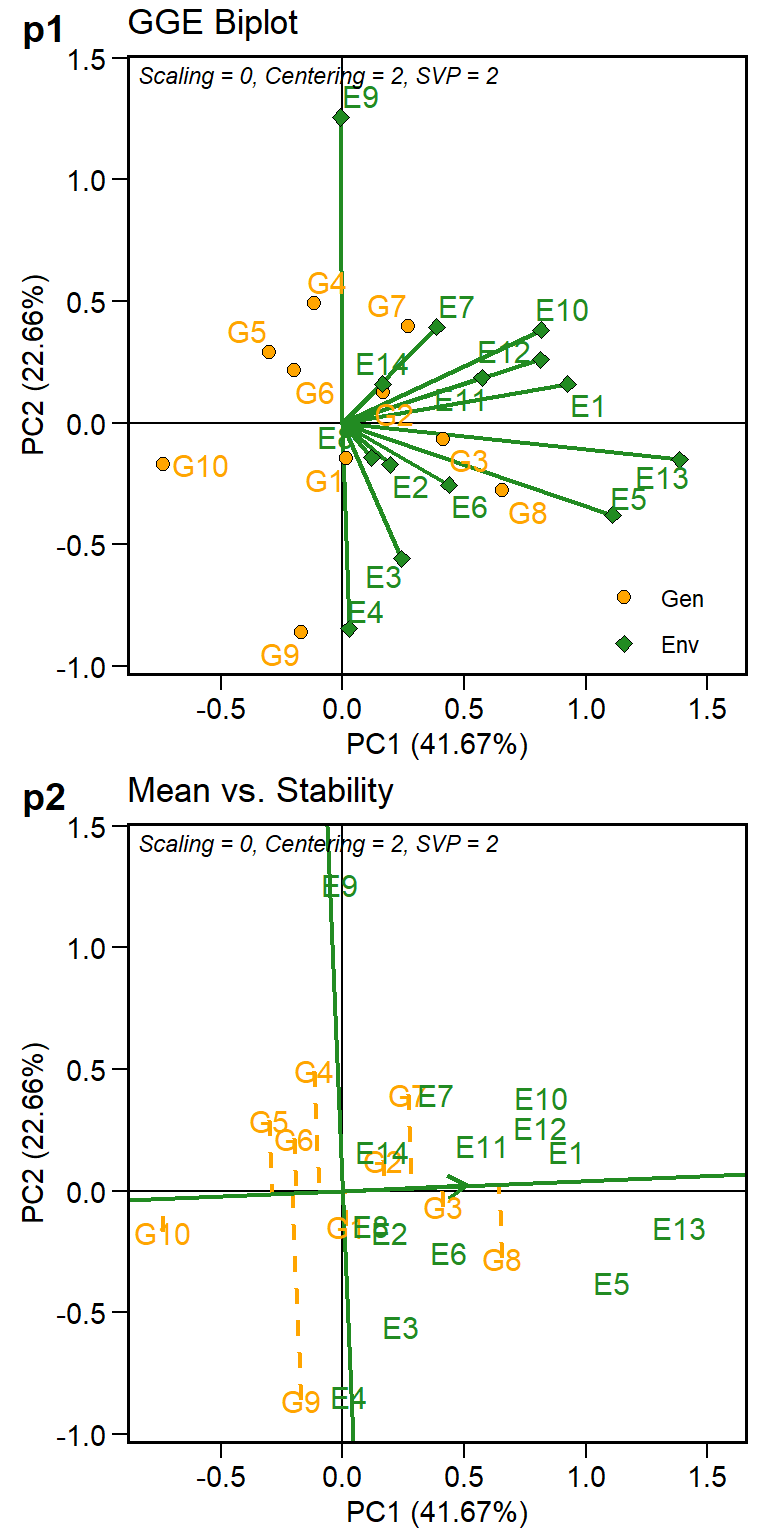 p1 GGE Biplot
Scaling = 0, Centering = 2, SVP = 2
1.5
1.0
0.5
0.0
-0.5
-1.0
PC2 (22.66%)
E9
G4
G7
E7
E10
G5
E14
E12
G6
G2
E11
E1
E8
G10
G1
E2
G3
E13
E6
G8
E5
E3
E4
G9
Gen
Env
-0.5 0.0 0.5 1.0 1.5
PC1 (41.67%)
p2 Mean vs. Stability
Scaling = 0, Centering = 2, SVP = 2
1.5
1.0
0.5
0.0
-0.5
-1.0
PC2 (22.66%)
E9
G4
G7
E7
E10
G5
G6
E12
E14
G2
E11
E1
G10
G1
E8
E2
G3
E13
E6
G8
E5
E3
G9
E4
-0.5 0.0 0.5 1.0 1.5
PC1 (41.67%)